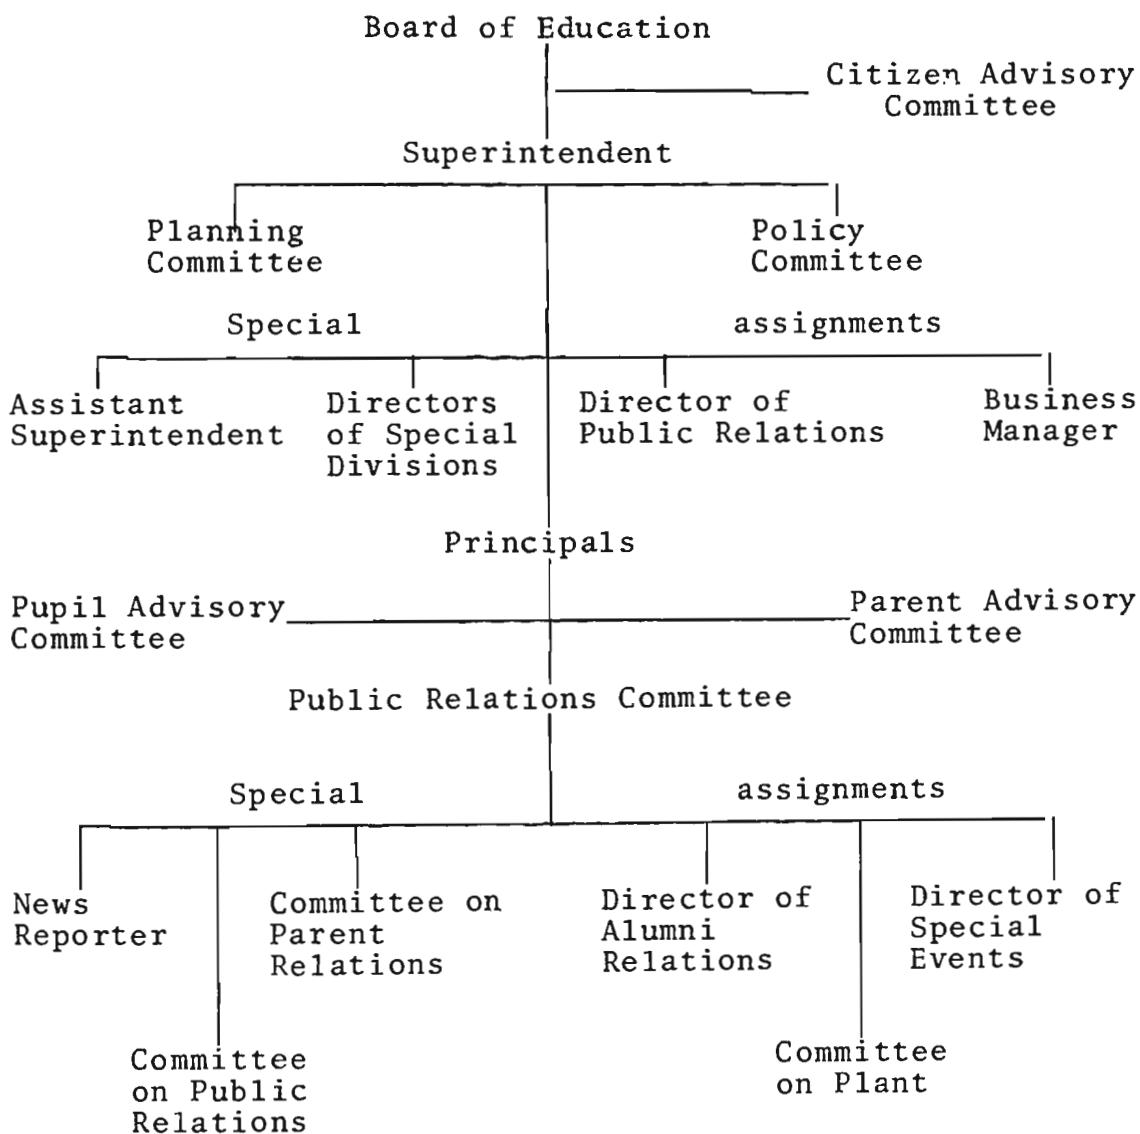 Board of Education
Citizen Advisory
Committee
Superintendent
Planning
Committee
Policy
Committee
Special
assignments
Assistant
Superintendent
Directors
of Special
Divisions
Director of
Public Relations
Business
Manager
Principals
Pupil Advisory
Committee
Parent Advisory
Committee
Public Relations Committee
Special
assignments
News
Reporter
Committee on
Parent
Relations
Director of
Alumni
Relations
Director of
Special
Events
Committee
on Public
Relations
Committee
on Plant